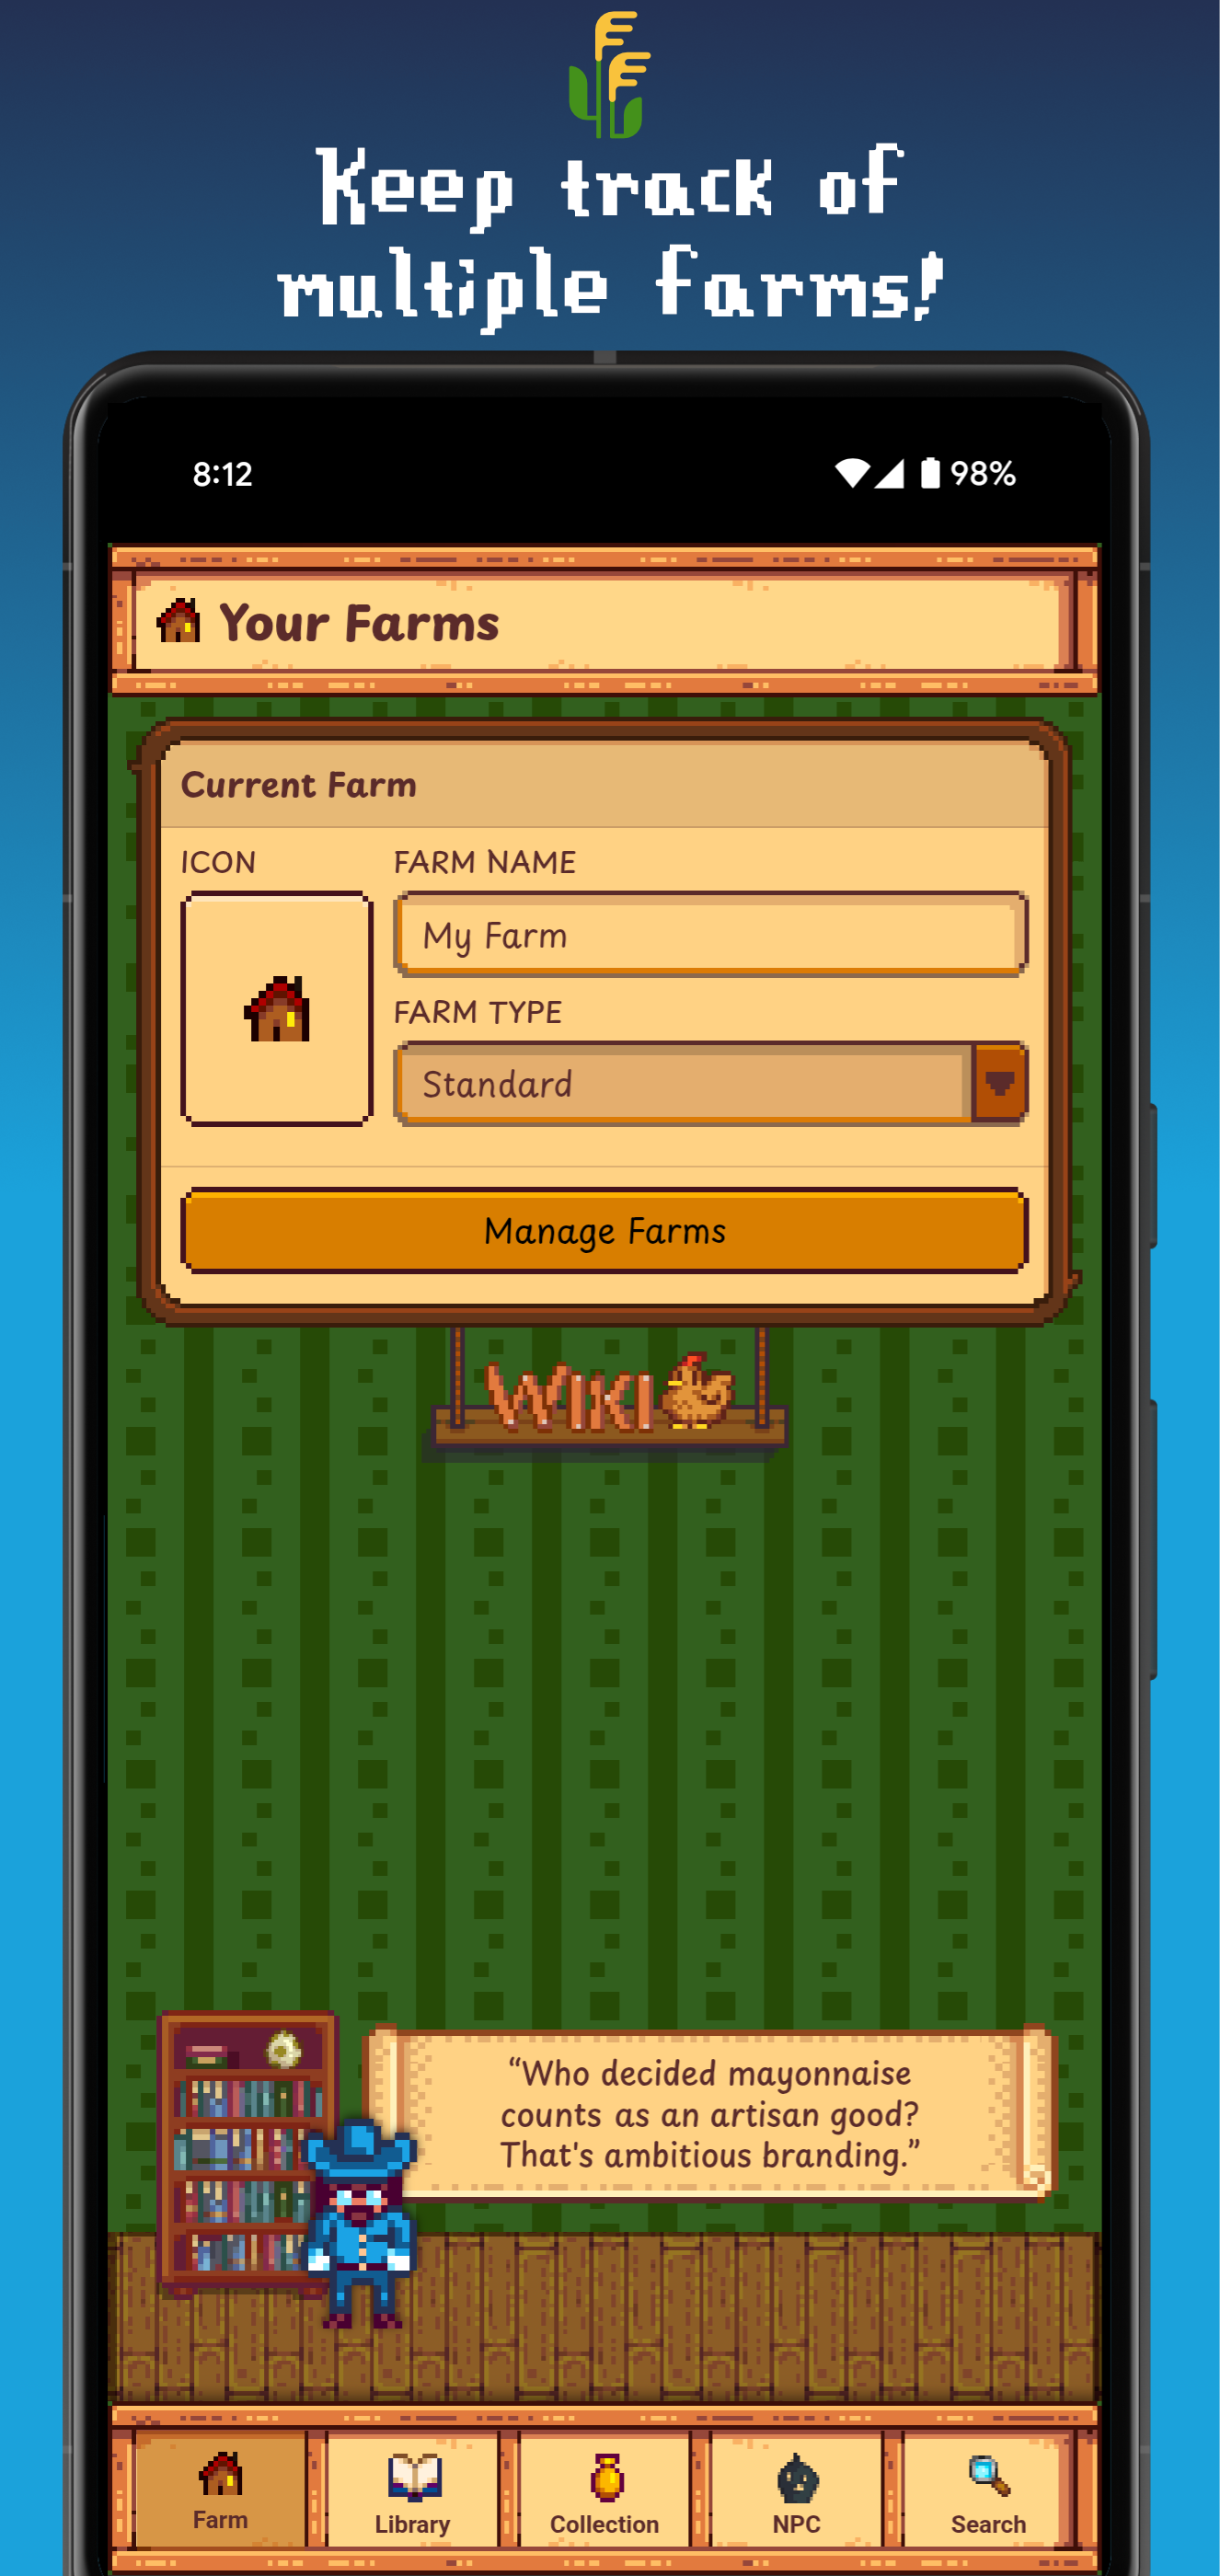 Keep track of
multiple farms!
8:12
98%
Your Farms
Current Farm
ICON
FARM NAME
My Farm
FARM TYPE
Standard
Manage Farms
WIKI
“Who decided mayonnaise
counts as an artisan good?
That's ambitious branding.”
Farm
Library
Collection
NPC
Search